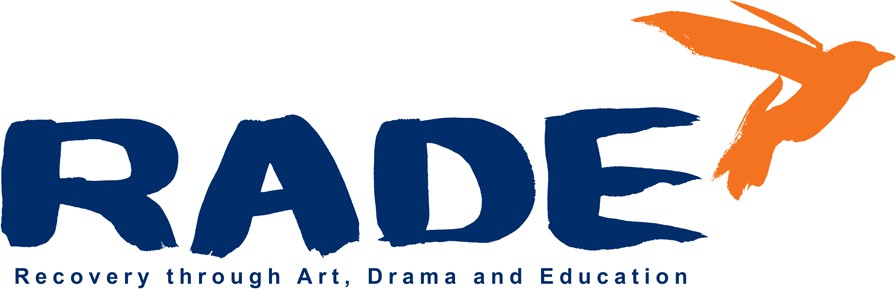 RADE
Recovery through Art, Drama and Education